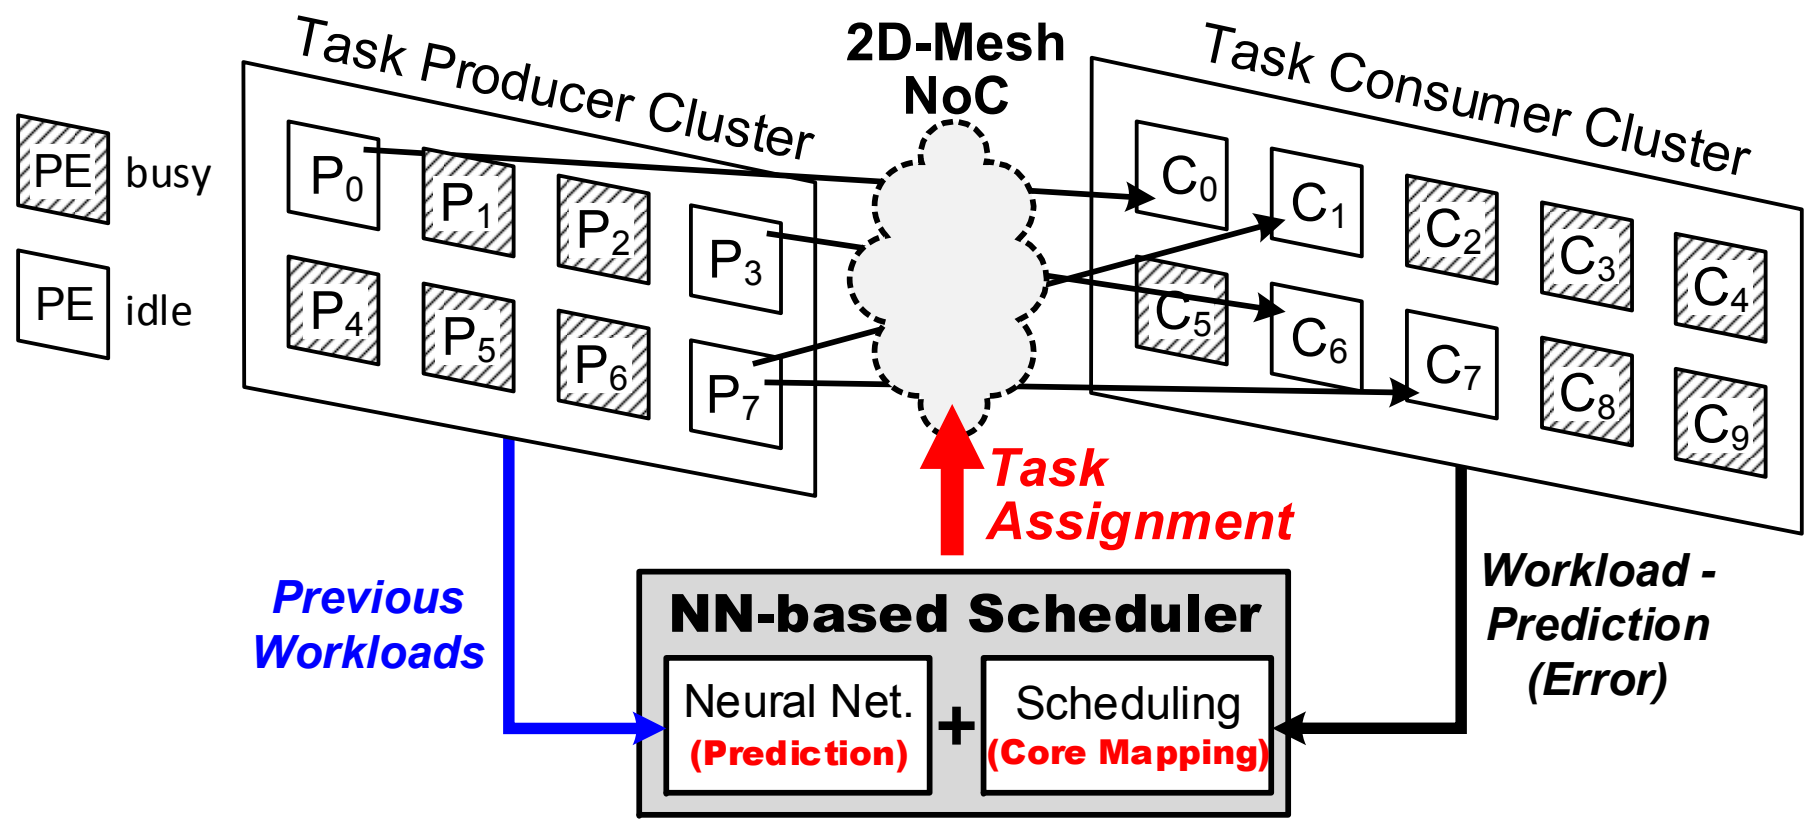 Task Producer Cluster
2D-Mesh
NoC
Task Consumer Cluster
PE busy
PE idle
P0 P1 P2 P3
P4 P5 P6 P7
C0 C1 C2 C3 C4
C5 C6 C7 C8 C9
Task
Assignment
Previous
Workloads
Workload -
Prediction
(Error)
NN-based Scheduler
Neural Net. + Scheduling
(Prediction) (Core Mapping)